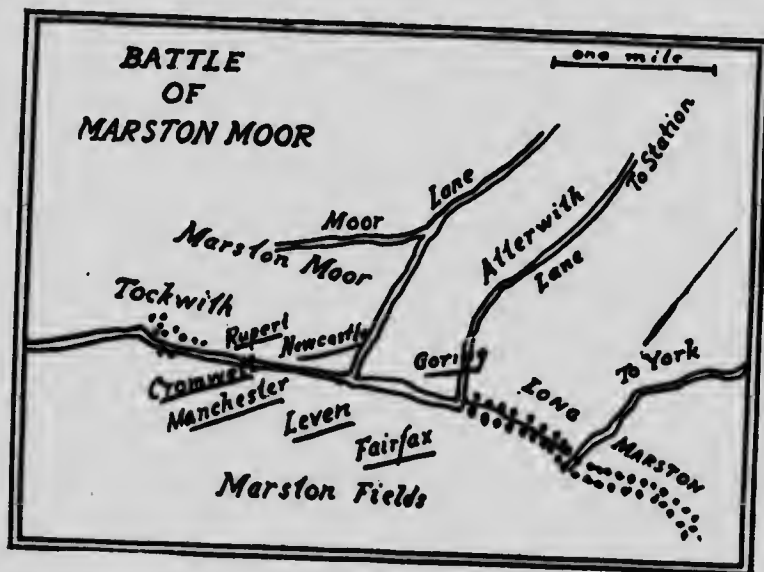 BATTLE
OF
MARSTON MOOR
one mile
Moor Lane
Marston Moor
Atterwith Lane
To Station
Tockwith
Rupert
Newcastle
Goring
To York
Cromwell
Manchester
Leven
Fairfax
LONG MARSTON
Marston Fields